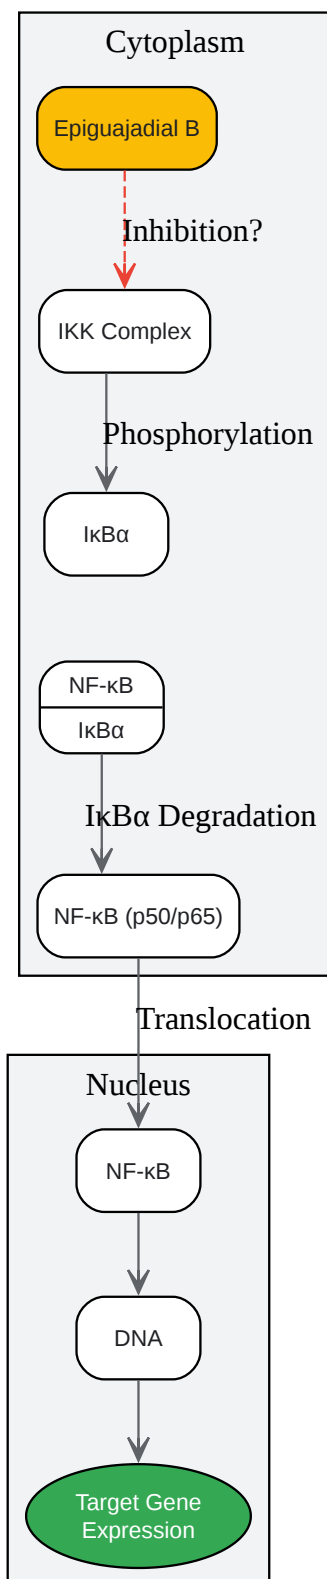 Cytoplasm
Epiguajadial B
Inhibition?
IKK Complex
Phosphorylation
IκBα
NF-κB
IκBα
IκBα Degradation
NF-κB (p50/p65)
Translocation
Nucleus
NF-κB
DNA
Target Gene
Expression